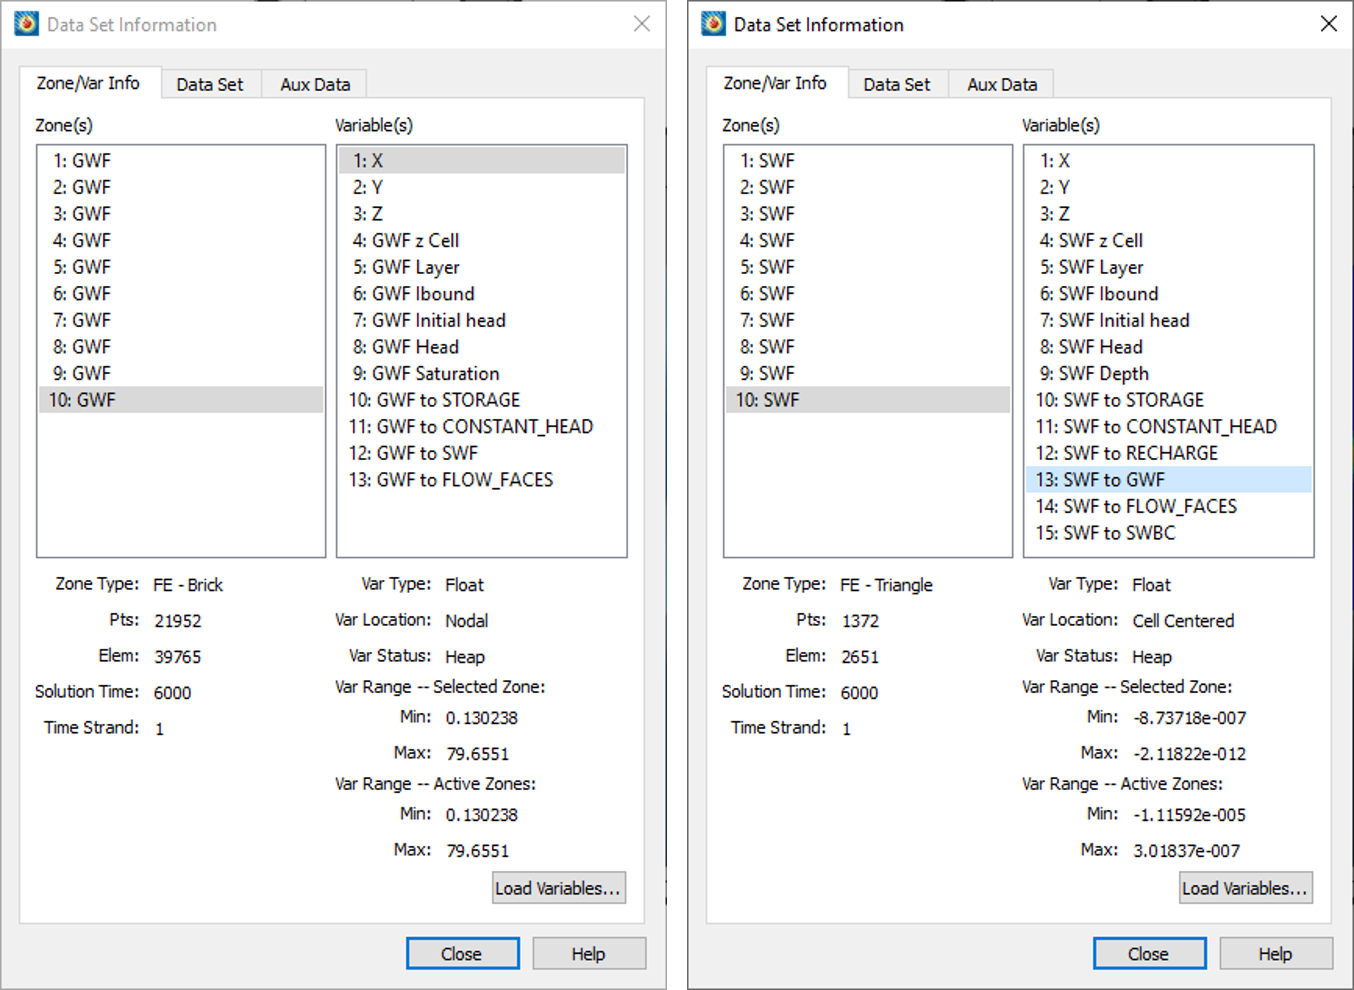 Data Set Information
Zone/Var Info
Data Set
Aux Data
Zone(s)
1: GWF
2: GWF
3: GWF
4: GWF
5: GWF
6: GWF
7: GWF
8: GWF
9: GWF
10: GWF
Variable(s)
1: X
2: Y
3: Z
4: GWF z Cell
5: GWF Layer
6: GWF Ibound
7: GWF Initial head
8: GWF Head
9: GWF Saturation
10: GWF to STORAGE
11: GWF to CONSTANT_HEAD
12: GWF to SWF
13: GWF to FLOW_FACES
Zone Type: FE - Brick
Pts: 21952
Elem: 39765
Solution Time: 6000
Time Strand: 1
Var Type: Float
Var Location: Nodal
Var Status: Heap
Var Range -- Selected Zone:
Min: 0.130238
Max: 79.6551
Var Range -- Active Zones:
Min: 0.130238
Max: 79.6551
Load Variables...
Close
Help
Data Set Information
Zone/Var Info
Data Set
Aux Data
Zone(s)
1: SWF
2: SWF
3: SWF
4: SWF
5: SWF
6: SWF
7: SWF
8: SWF
9: SWF
10: SWF
Variable(s)
1: X
2: Y
3: Z
4: SWF z Cell
5: SWF Layer
6: SWF Ibound
7: SWF Initial head
8: SWF Head
9: SWF Depth
10: SWF to STORAGE
11: SWF to CONSTANT_HEAD
12: SWF to RECHARGE
13: SWF to GWF
14: SWF to FLOW_FACES
15: SWF to SWBC
Zone Type: FE - Triangle
Pts: 1372
Elem: 2651
Solution Time: 6000
Time Strand: 1
Var Type: Float
Var Location: Cell Centered
Var Status: Heap
Var Range -- Selected Zone:
Min: -8.73718e-007
Max: -2.11822e-012
Var Range -- Active Zones:
Min: -1.11592e-005
Max: 3.01837e-007
Load Variables...
Close
Help